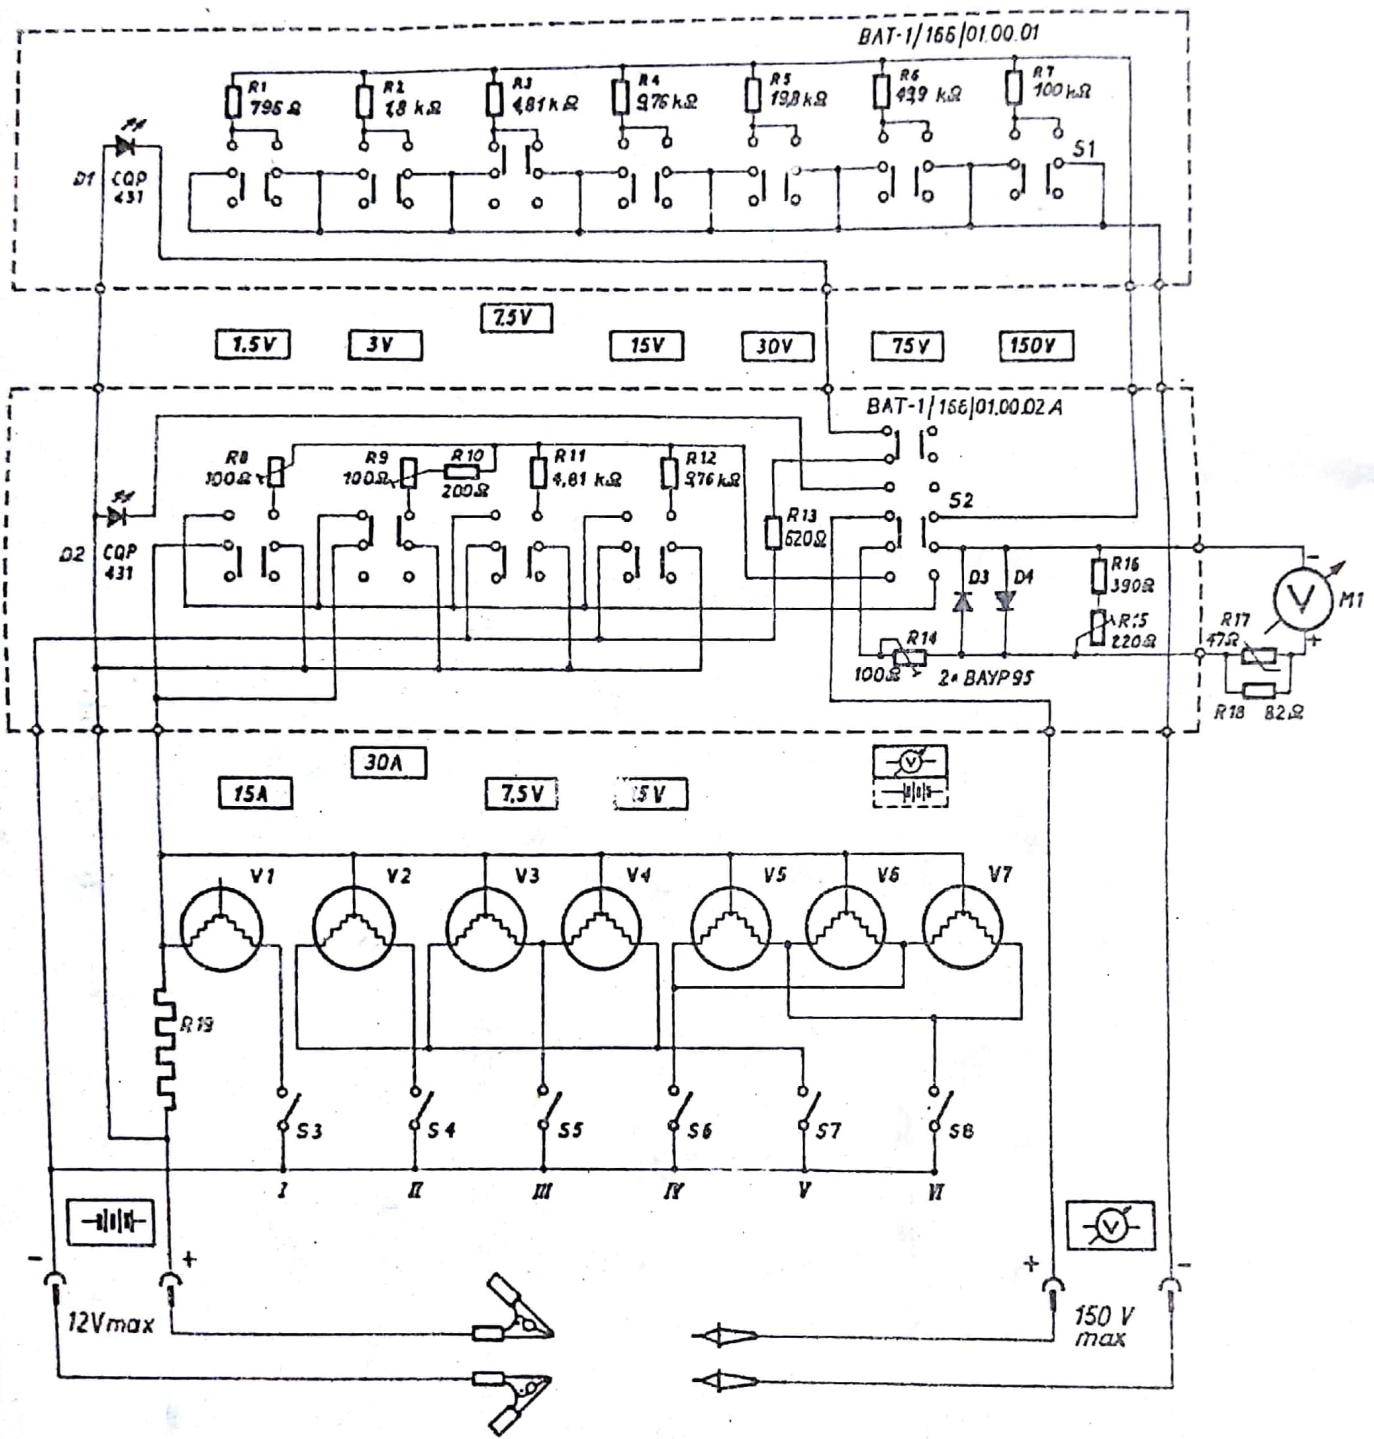 BAT-1/166/01.00.01
R1
795Ω
R2
1,8 kΩ
R3
4,81 kΩ
R4
9,76 kΩ
R5
19,8 kΩ
R6
43,9 kΩ
R7
100 kΩ
S1
D1
CQP
431
7.5V
1.5V
3V
15V
30V
75V
150V
BAT-1/166/01.00.02 A
R8
100Ω
R9
100Ω
R10
200Ω
R11
4,81 kΩ
R12
9,76 kΩ
S2
R13
620Ω
D2
CQP
431
D3
D4
R16
390Ω
R15
220Ω
V
M1
-
+
R17
47Ω
R14
100Ω
2× BAYP95
R18
82Ω
30A
15A
7.5V
5V
V
V1
V2
V3
V4
V5
V6
V7
R19
S3
S4
S5
S6
S7
S8
I
II
III
IV
V
VI
V
-
+
+
-
12V max
150 V
max